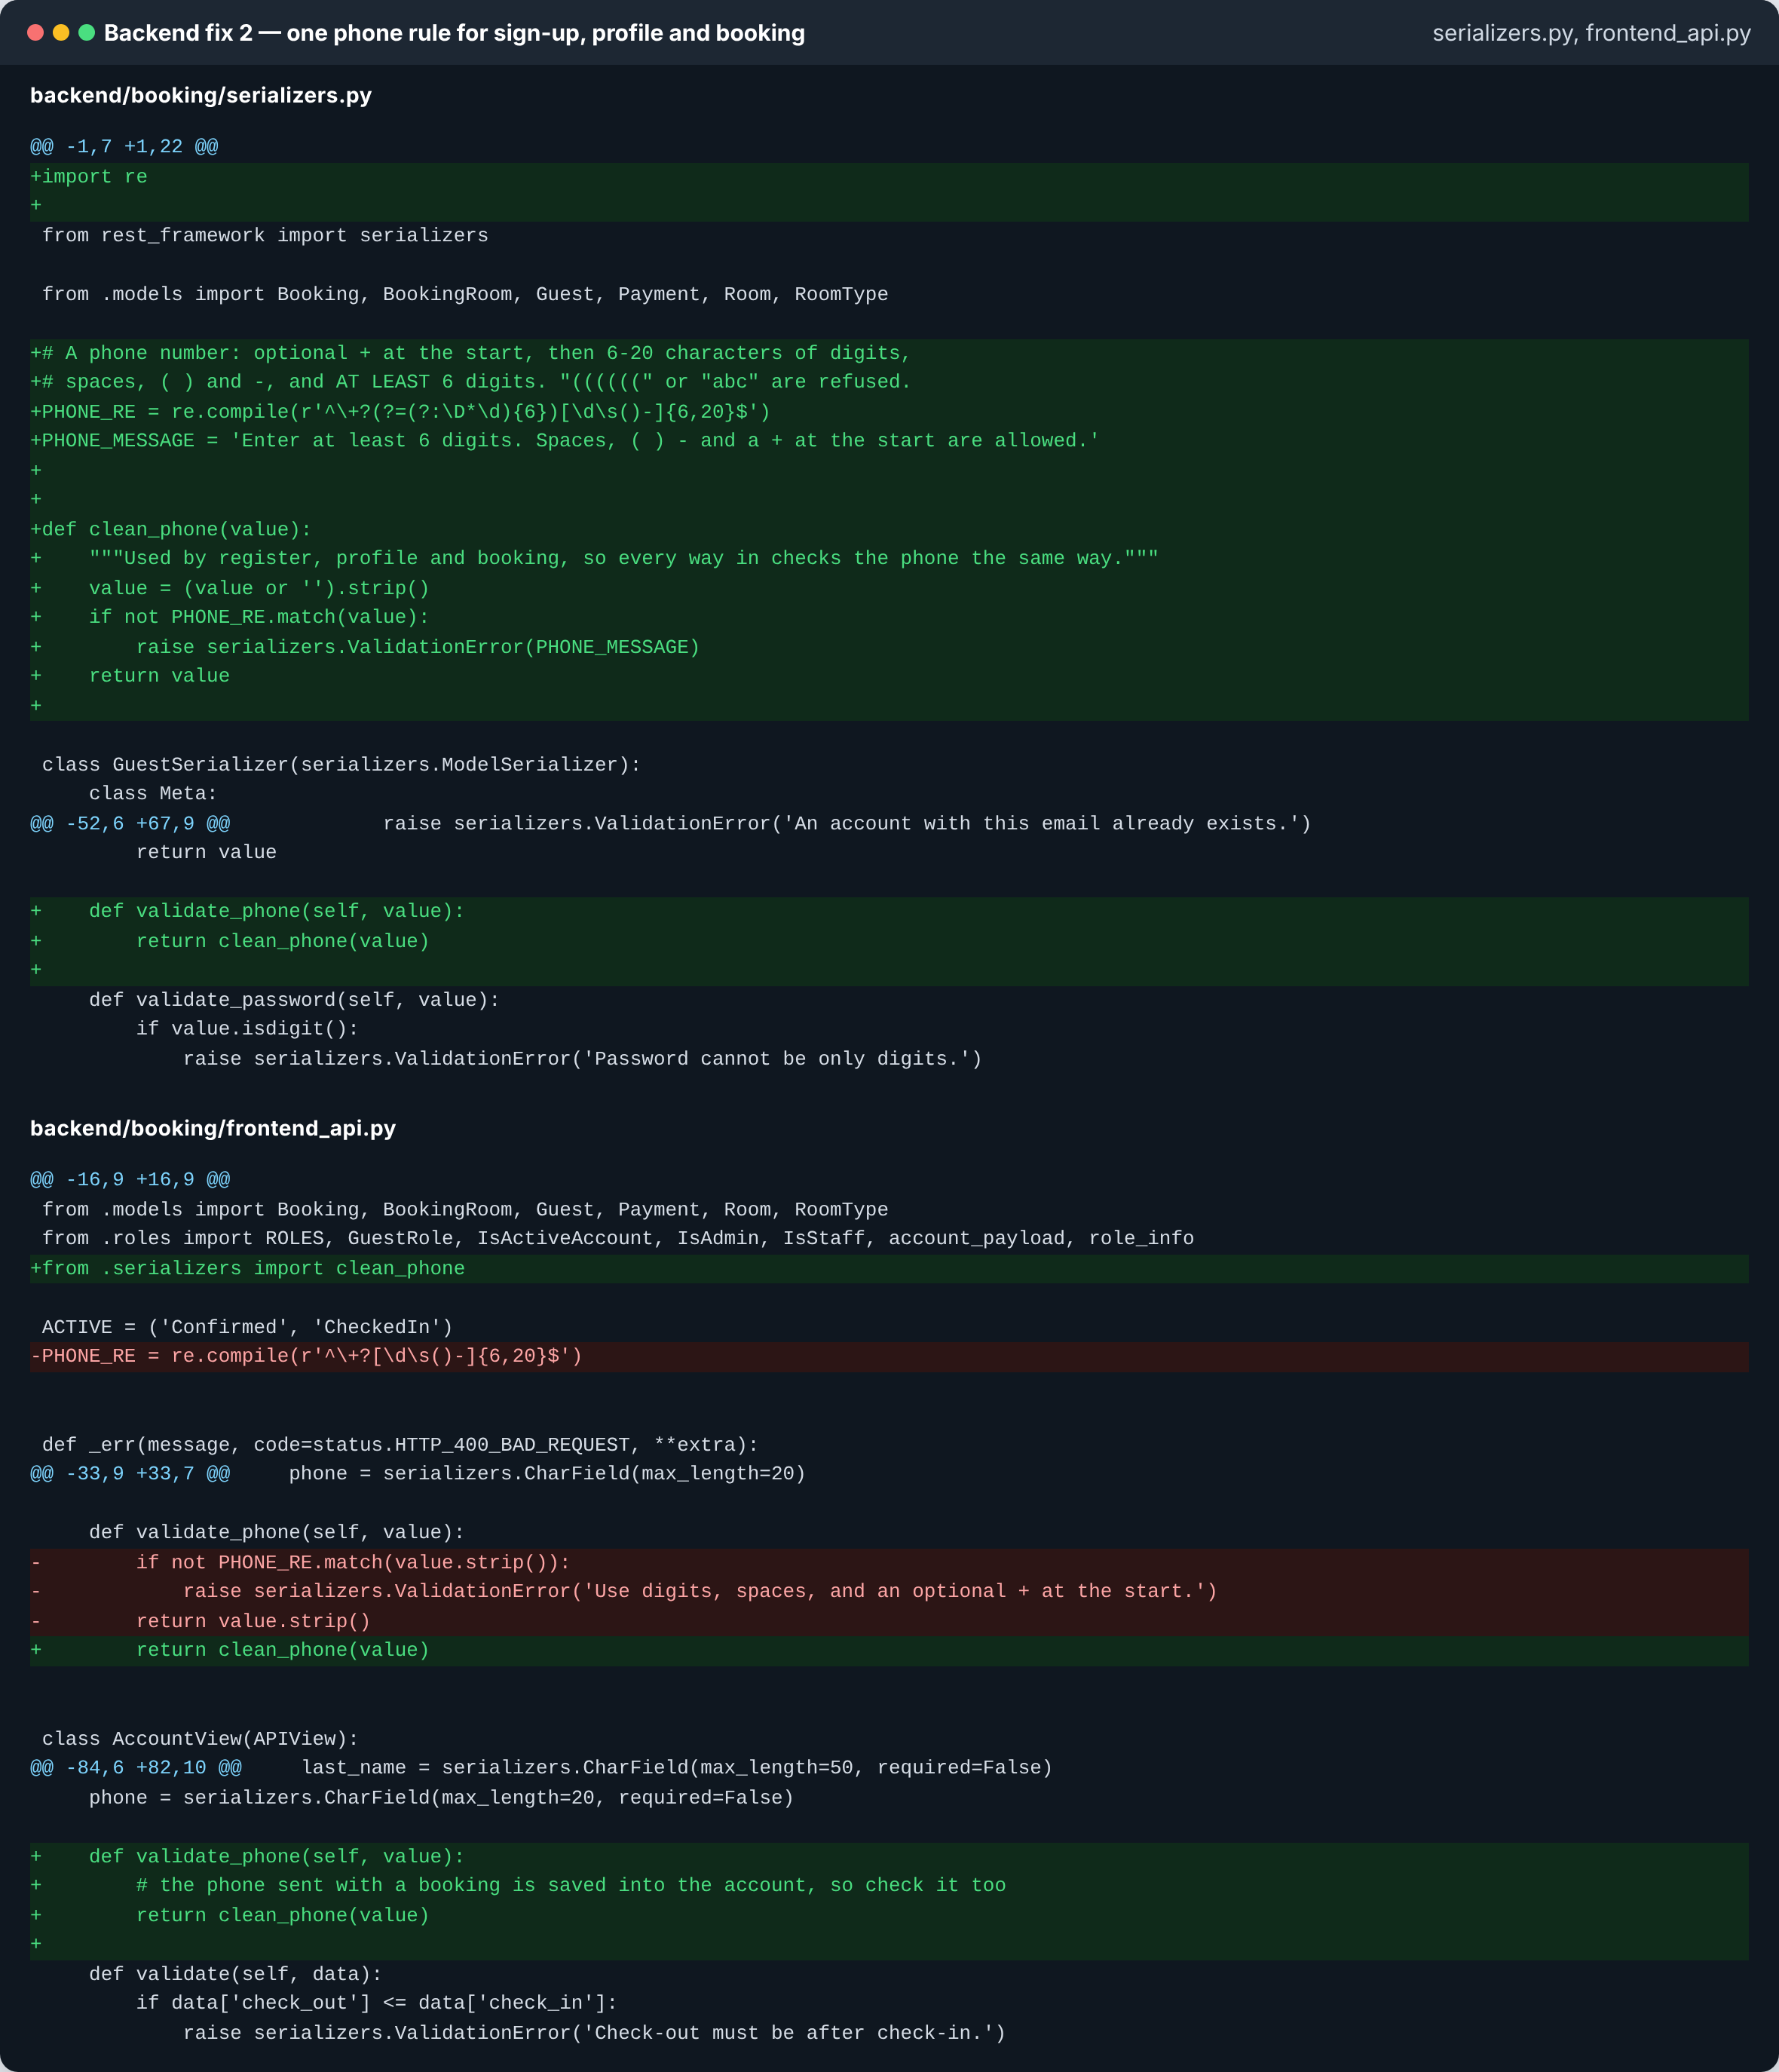 Backend fix 2 — one phone rule for sign-up, profile and booking
serializers.py, frontend_api.py
backend/booking/serializers.py
@@ -1,7 +1,22 @@
+import re
+
 from rest_framework import serializers
 from .models import Booking, BookingRoom, Guest, Payment, Room, RoomType
+# A phone number: optional + at the start, then 6-20 characters of digits,
+# spaces, ( ) and -, and AT LEAST 6 digits. "((((((" or "abc" are refused.
+PHONE_RE = re.compile(r'^\+?(?=(?:\D*\d){6})[\d\s()-]{6,20}$')
+PHONE_MESSAGE = 'Enter at least 6 digits. Spaces, ( ) - and a + at the start are allowed.'
+
+
+def clean_phone(value):
+    """Used by register, profile and booking, so every way in checks the phone the same way."""
+    value = (value or '').strip()
+    if not PHONE_RE.match(value):
+        raise serializers.ValidationError(PHONE_MESSAGE)
+    return value
+
 class GuestSerializer(serializers.ModelSerializer):
     class Meta:
@@ -52,6 +67,9 @@             raise serializers.ValidationError('An account with this email already exists.')
         return value
+    def validate_phone(self, value):
+        return clean_phone(value)
+
     def validate_password(self, value):
         if value.isdigit():
             raise serializers.ValidationError('Password cannot be only digits.')
backend/booking/frontend_api.py
@@ -16,9 +16,9 @@
 from .models import Booking, BookingRoom, Guest, Payment, Room, RoomType
 from .roles import ROLES, GuestRole, IsActiveAccount, IsAdmin, IsStaff, account_payload, role_info
+from .serializers import clean_phone
 ACTIVE = ('Confirmed', 'CheckedIn')
-PHONE_RE = re.compile(r'^\+?[\d\s()-]{6,20}$')
 def _err(message, code=status.HTTP_400_BAD_REQUEST, **extra):
@@ -33,9 +33,7 @@     phone = serializers.CharField(max_length=20)
     def validate_phone(self, value):
-        if not PHONE_RE.match(value.strip()):
-            raise serializers.ValidationError('Use digits, spaces, and an optional + at the start.')
-        return value.strip()
+        return clean_phone(value)
 class AccountView(APIView):
@@ -84,6 +82,10 @@     last_name = serializers.CharField(max_length=50, required=False)
     phone = serializers.CharField(max_length=20, required=False)
+    def validate_phone(self, value):
+        # the phone sent with a booking is saved into the account, so check it too
+        return clean_phone(value)
+
     def validate(self, data):
         if data['check_out'] <= data['check_in']:
             raise serializers.ValidationError('Check-out must be after check-in.')